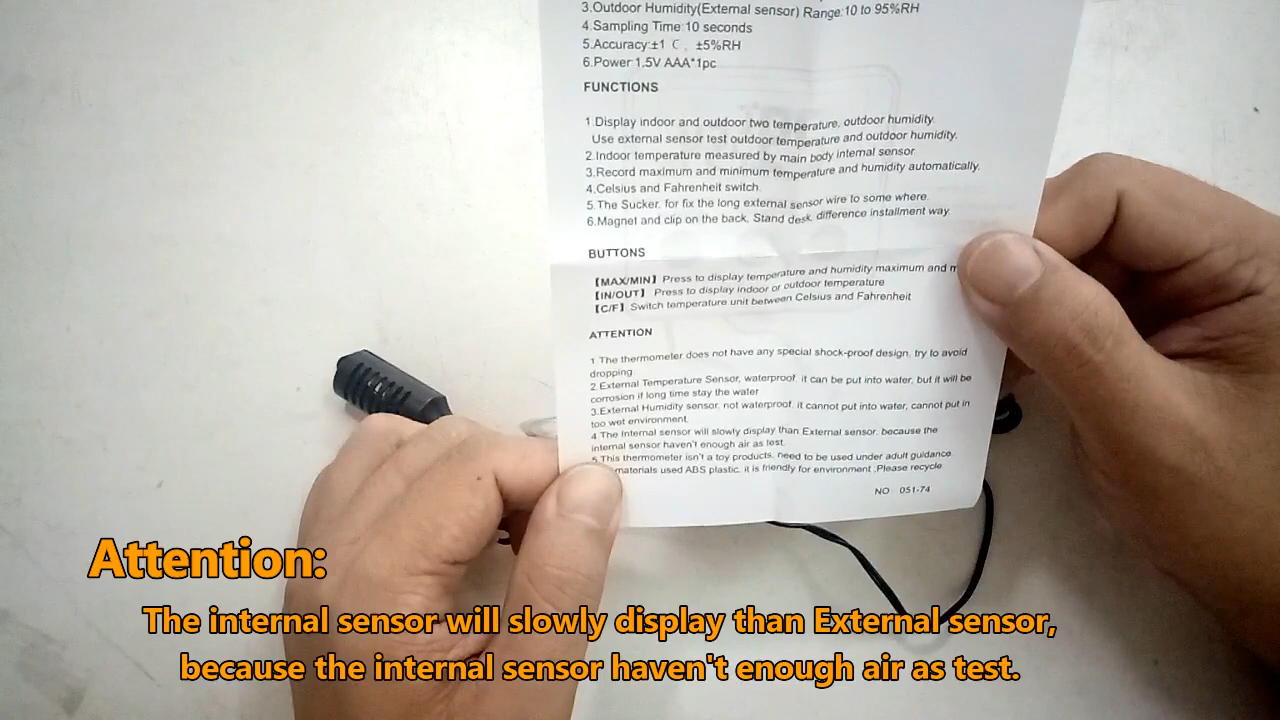 3.Outdoor Humidity(External sensor) Range:10 to 95%RH
4.Sampling Time:10 seconds
5.Accuracy:±1 C , ±5%RH
6.Power:1.5V AAA*1pc
FUNCTIONS
1.Display indoor and outdoor two temperature, outdoor humidity.
Use external sensor test outdoor temperature and outdoor humidity.
2.Indoor temperature measured by main body internal sensor.
3.Record maximum and minimum temperature and humidity automatically.
4.Celsius and Fahrenheit switch.
5.The Sucker, for fix the long external sensor wire to some where.
6.Magnet and clip on the back, Stand desk, difference installment way.
BUTTONS
【MAX/MIN】 Press to display temperature and humidity maximum and
【IN/OUT】 Press to display indoor or outdoor temperature
【C/F】 Switch temperature unit between Celsius and Fahrenheit
ATTENTION
1.The thermometer does not have any special shock-proof design, try to avoid
dropping.
2.External Temperature Sensor, waterproof, it can be put into water, but it will be
corrosion if long time stay the water
3.External Humidity sensor, not waterproof, it cannot put into water, cannot put in
too wet environment.
4.The Internal sensor will slowly display than External sensor, because the
internal sensor haven't enough air as test.
5.This thermometer isn't a toy products, need to be used under adult guidance.
materials used ABS plastic, it is friendly for environment ,Please recycle
NO 051-74
Attention:
The internal sensor will slowly display than External sensor,
because the internal sensor haven't enough air as test.